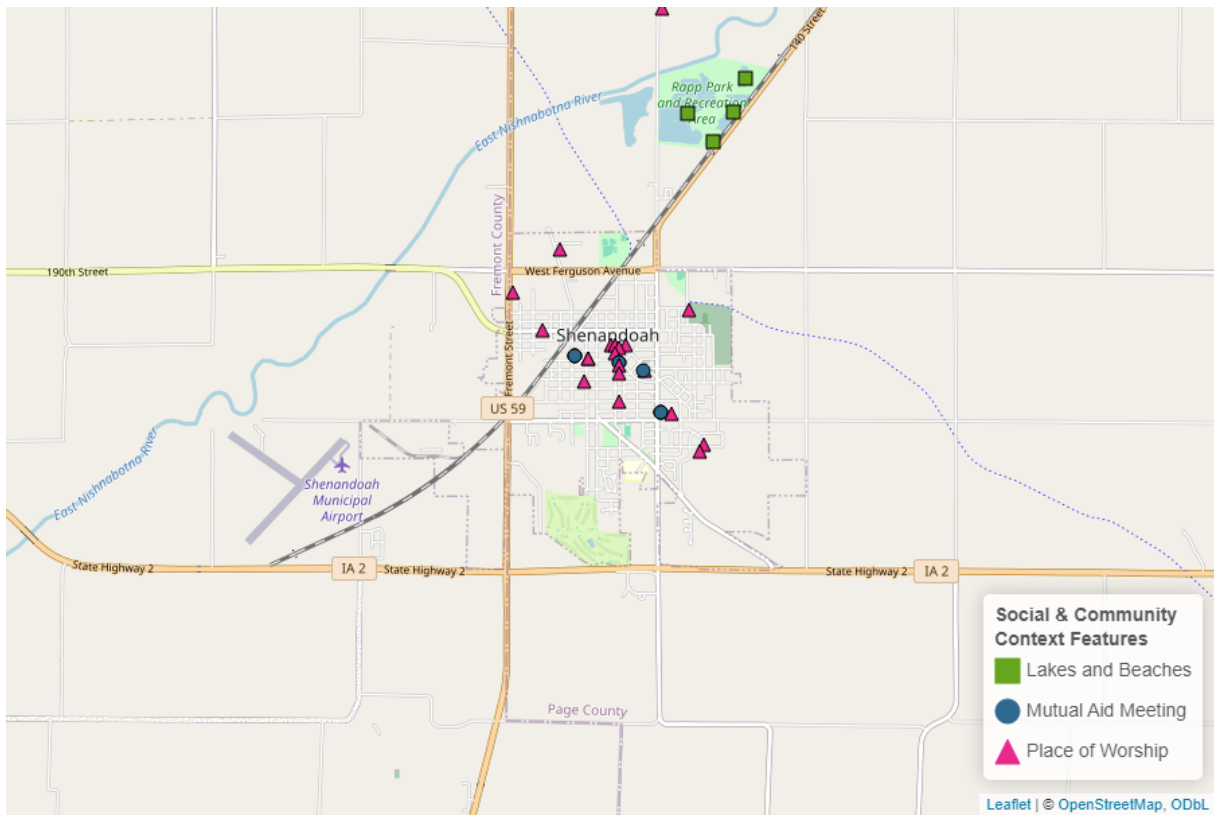 140 Street
Rapp Park
and Recreation
Area
East Nishnabotna River
Fremont County
190th Street
West Ferguson Avenue
Shenandoah
Fremont Street
US 59
East Nishnabotna River
Shenandoah
Municipal
Airport
State Highway 2
IA 2
State Highway 2
State Highway 2
IA 2
Page County
Social & Community
Context Features
Lakes and Beaches
Mutual Aid Meeting
Place of Worship
Leaflet | © OpenStreetMap, ODbL